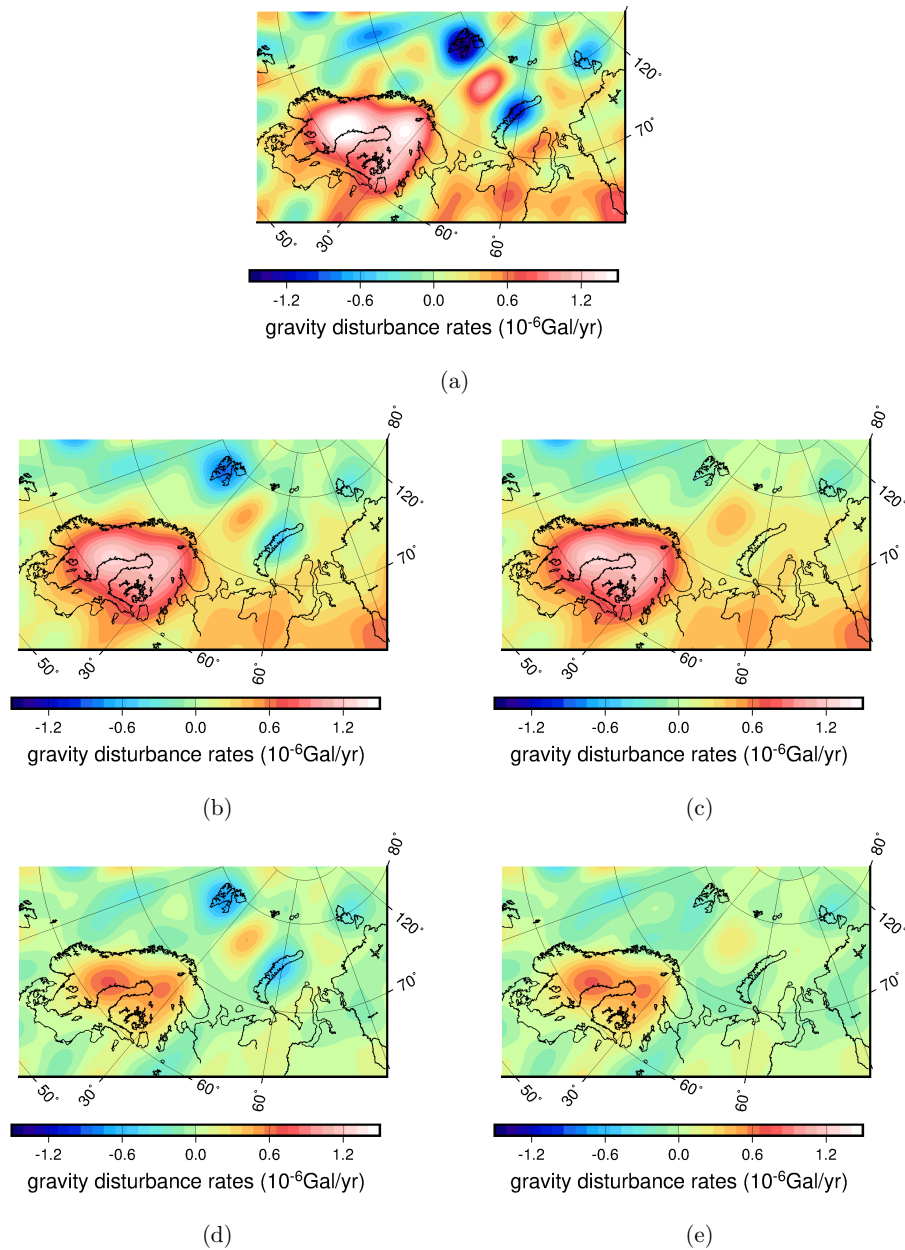 120˚
70˚
50˚
30˚
60˚
60˚
-1.2 -0.6 0.0 0.6 1.2
gravity disturbance rates (10-6Gal/yr)
(a)
80˚ 80˚
120˚ 120˚
70˚ 70˚
50˚ 30˚ 60˚ 60˚ 50˚ 30˚ 60˚ 60˚
-1.2 -0.6 0.0 0.6 1.2 -1.2 -0.6 0.0 0.6 1.2
gravity disturbance rates (10-6Gal/yr) gravity disturbance rates (10-6Gal/yr)
(b) (c)
80˚ 80˚
120˚ 120˚
70˚ 70˚
50˚ 30˚ 60˚ 60˚ 50˚ 30˚ 60˚ 60˚
-1.2 -0.6 0.0 0.6 1.2 -1.2 -0.6 0.0 0.6 1.2
gravity disturbance rates (10-6Gal/yr) gravity disturbance rates (10-6Gal/yr)
(d) (e)